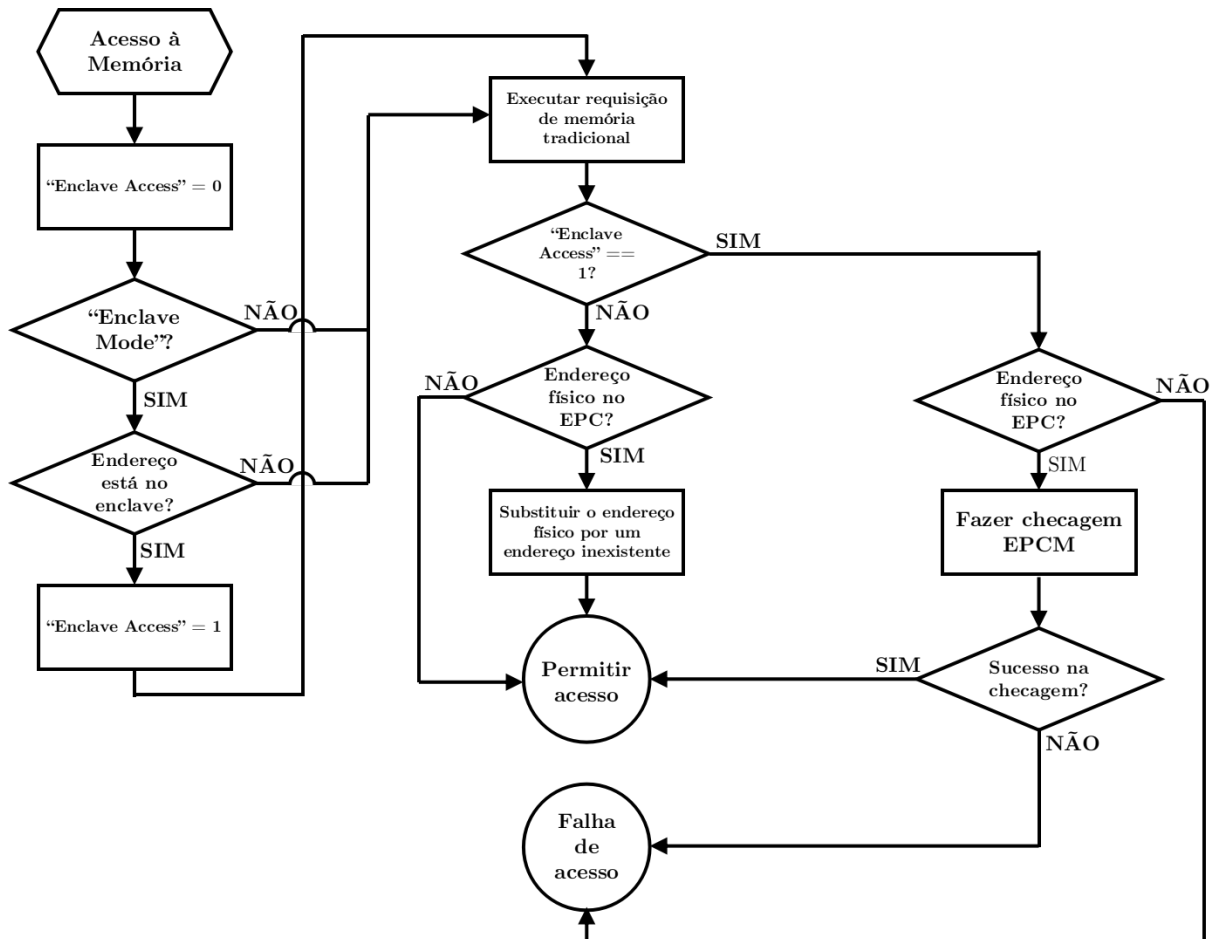 Acesso à
Memória
“Enclave Access” = 0
“Enclave
Mode”?
NÃO
SIM
Endereço
está no
enclave?
NÃO
SIM
“Enclave Access” = 1
Executar requisição
de memória
tradicional
“Enclave
Access” ==
1?
SIM
NÃO
Endereço
físico no
EPC?
NÃO
SIM
Substituir o endereço
físico por um
endereço inexistente
Permitir
acesso
Endereço
físico no
EPC?
NÃO
SIM
Fazer checagem
EPCM
Sucesso na
checagem?
SIM
NÃO
Falha
de
acesso